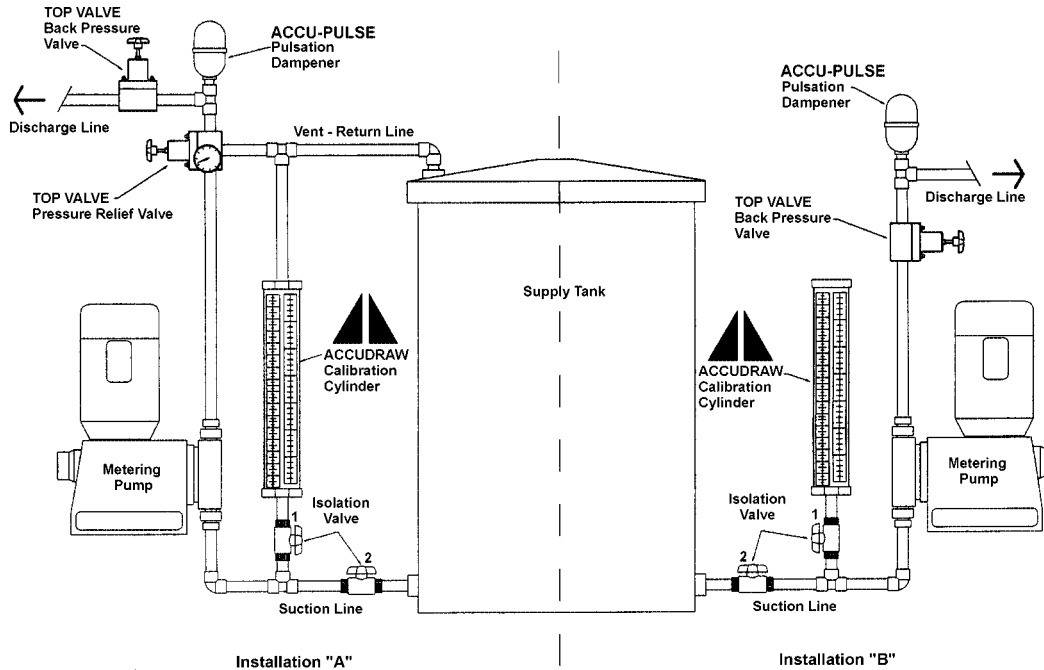 TOP VALVE
Back Pressure
Valve
ACCU-PULSE
Pulsation
Dampener
Discharge Line
Vent - Return Line
TOP VALVE
Pressure Relief Valve
ACCUDRAW
Calibration
Cylinder
Metering
Pump
Isolation
Valve
1
2
Suction Line
Installation "A"
Supply Tank
ACCU-PULSE
Pulsation
Dampener
Discharge Line
TOP VALVE
Back Pressure
Valve
ACCUDRAW
Calibration
Cylinder
Metering
Pump
Isolation
Valve
1
2
Suction Line
Installation "B"